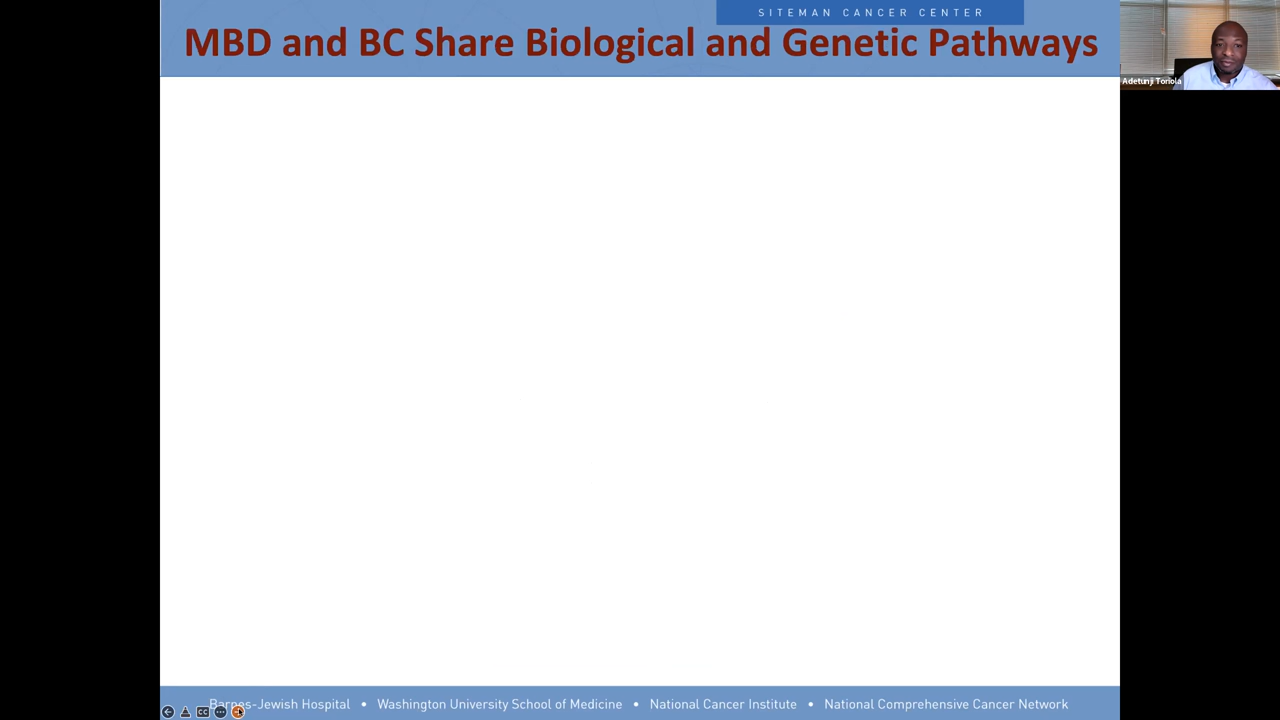 SITEMAN CANCER CENTER
MBD and BC Share Biological and Genetic Pathways
Adetunji Toriola
Barnes-Jewish Hospital • Washington University School of Medicine • National Cancer Institute • National Comprehensive Cancer Network
CC